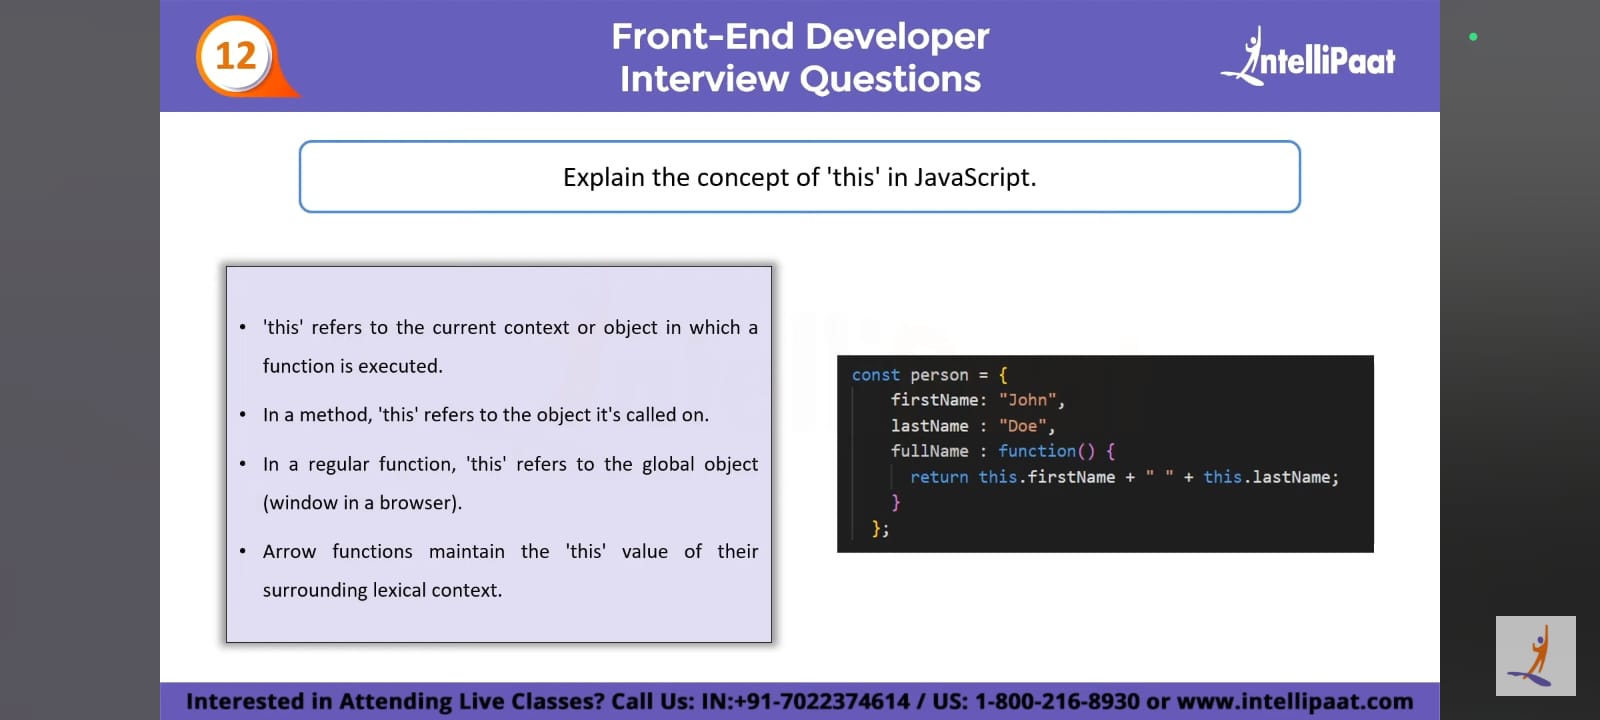 12
Front-End Developer
Interview Questions
IntelliPaat
Explain the concept of 'this' in JavaScript.
• 'this' refers to the current context or object in which a
function is executed.
• In a method, 'this' refers to the object it's called on.
• In a regular function, 'this' refers to the global object
(window in a browser).
• Arrow functions maintain the 'this' value of their
surrounding lexical context.
const person = {
firstName: "John",
lastName : "Doe",
fullName : function() {
return this.firstName + " " + this.lastName;
}
};
Interested in Attending Live Classes? Call Us: IN:+91-7022374614 / US: 1-800-216-8930 or www.intellipaat.com